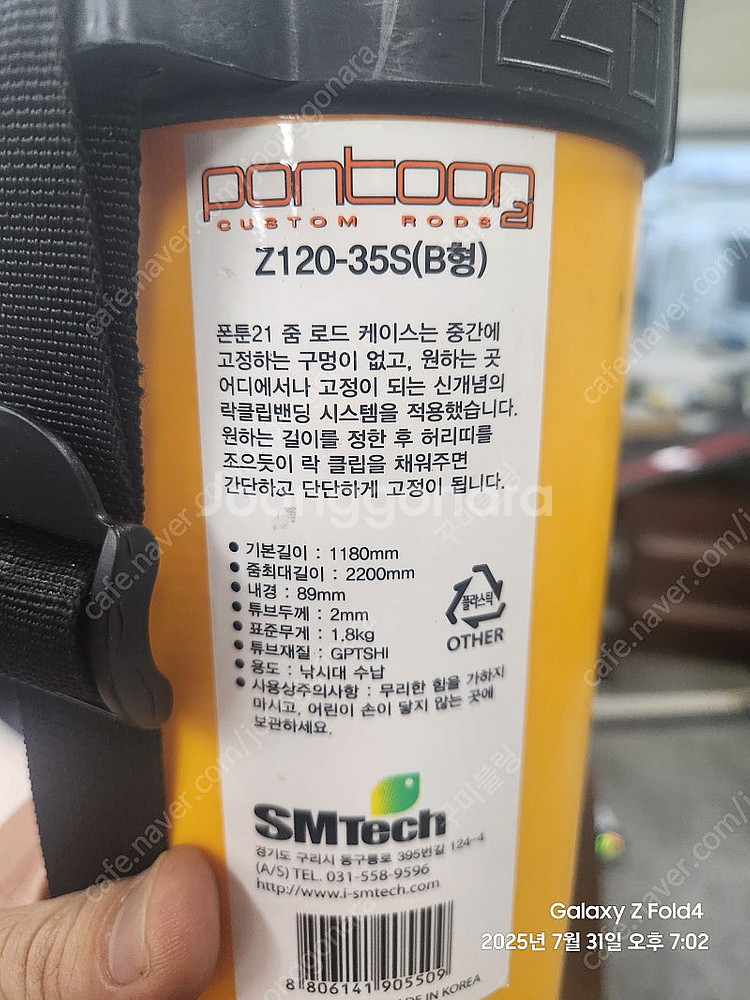 pontoon
CUSTOM RODS 21
Z120-35S(B형)
폰툰21 줌 로드 케이스는 중간에
고정하는 구멍이 없고, 원하는 곳
어디에서나 고정이 되는 신개념의
락클립밴딩 시스템을 적용했습니다.
원하는 길이를 정한 후 허리띠를
조으듯이 락 클립을 채워주면
간단하고 단단하게 고정이 됩니다.
Joonggonara
• 기본길이 : 1180mm
• 줌최대길이 : 2200mm
• 내경 : 89mm
• 튜브두께 : 2mm
• 표준무게 : 1.8kg
• 튜브재질 : GPTSHI
• 용도 : 낚시대 수납
• 사용상주의사항 : 무리한 힘을 가하지
마시고, 어린이 손이 닿지 않는 곳에
보관하세요.
플라스틱
OTHER
SMTech
경기도 구리시 동구릉로 395번길 124-4
(A/S) TEL. 031-558-9596
http://www.i-smtech.com
8 806141 905509
MADE IN KOREA
Galaxy Z Fold4
2025년 7월 31일 오후 7:02